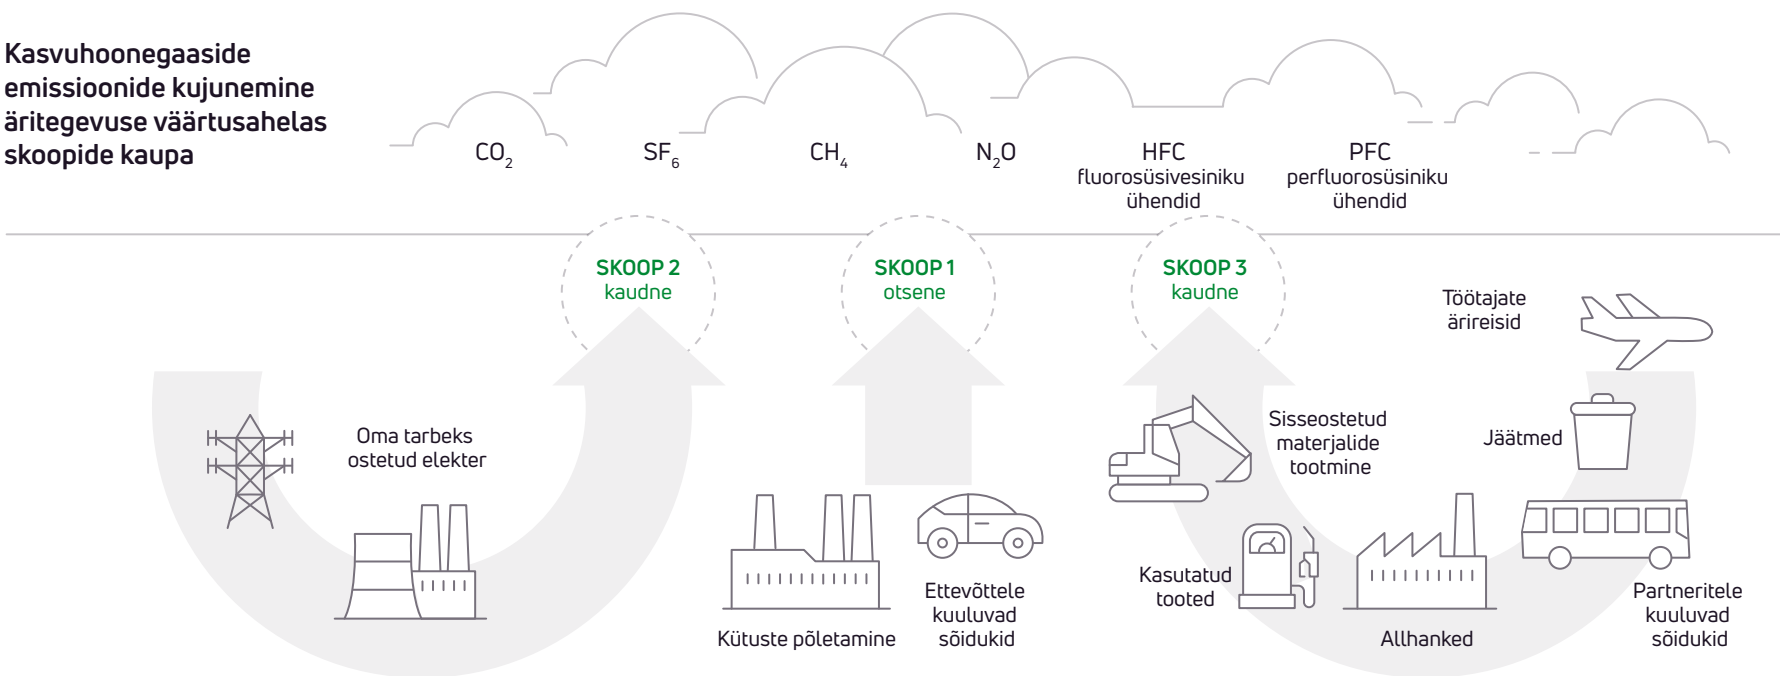 Kasvuhoonegaaside
emissioonide kujunemine
äritegevuse väärtusahelas
skoopide kaupa
CO₂
SF₆
CH₄
N₂O
HFC
fluorosüsivesiniku
ühendid
PFC
perfluorosüsiniku
ühendid
SKOOP 2
kaudne
SKOOP 1
otsene
SKOOP 3
kaudne
Oma tarbeks
ostetud elekter
Kütuste põletamine
Ettevõttele
kuuluvad
sõidukid
Töötajate
ärireisid
Sisseostetud
materjalide
tootmine
Jäätmed
Kasutatud
tooted
Allhanked
Partneritele
kuuluvad
sõidukid